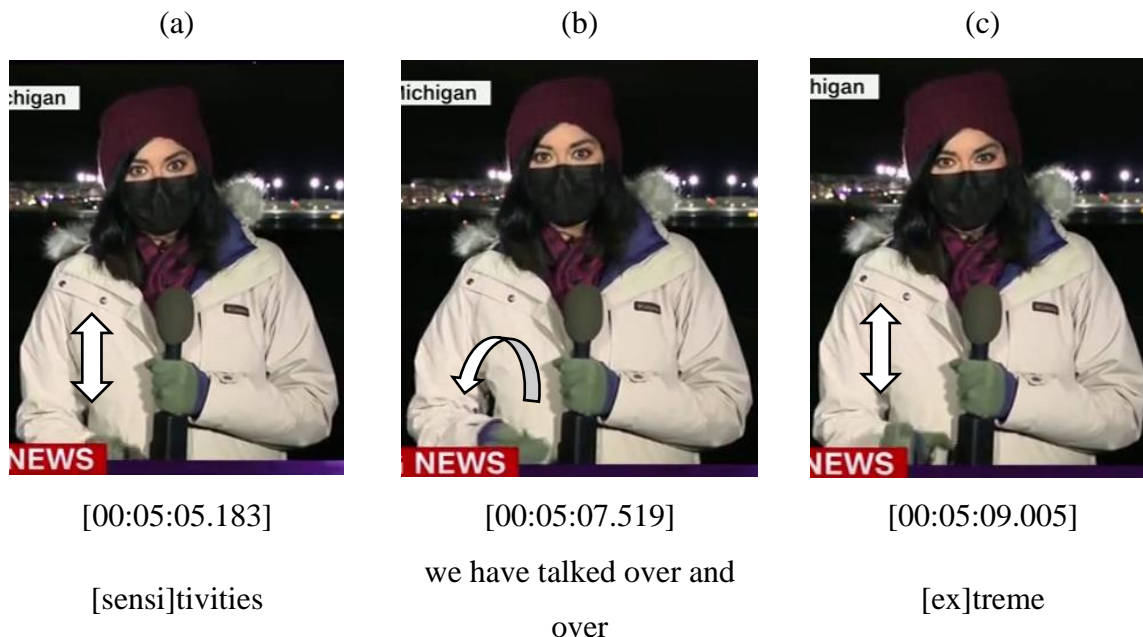 (a)
(b)
(c)
chigan
Michigan
higan
NEWS
NEWS
NEWS
[00:05:05.183]
[00:05:07.519]
[00:05:09.005]
[sensi]tivities
we have talked over and
over
[ex]treme